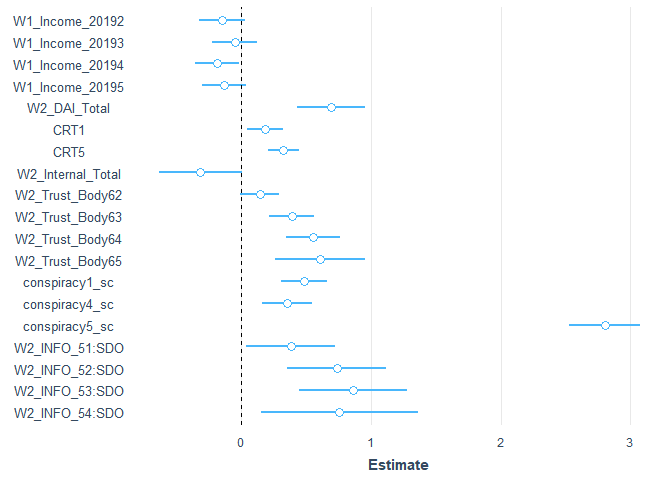 W1_Income_20192
W1_Income_20193
W1_Income_20194
W1_Income_20195
W2_DAI_Total
CRT1
CRT5
W2_Internal_Total
W2_Trust_Body62
W2_Trust_Body63
W2_Trust_Body64
W2_Trust_Body65
conspiracy1_sc
conspiracy4_sc
conspiracy5_sc
W2_INFO_51:SDO
W2_INFO_52:SDO
W2_INFO_53:SDO
W2_INFO_54:SDO
0 1 2 3
Estimate